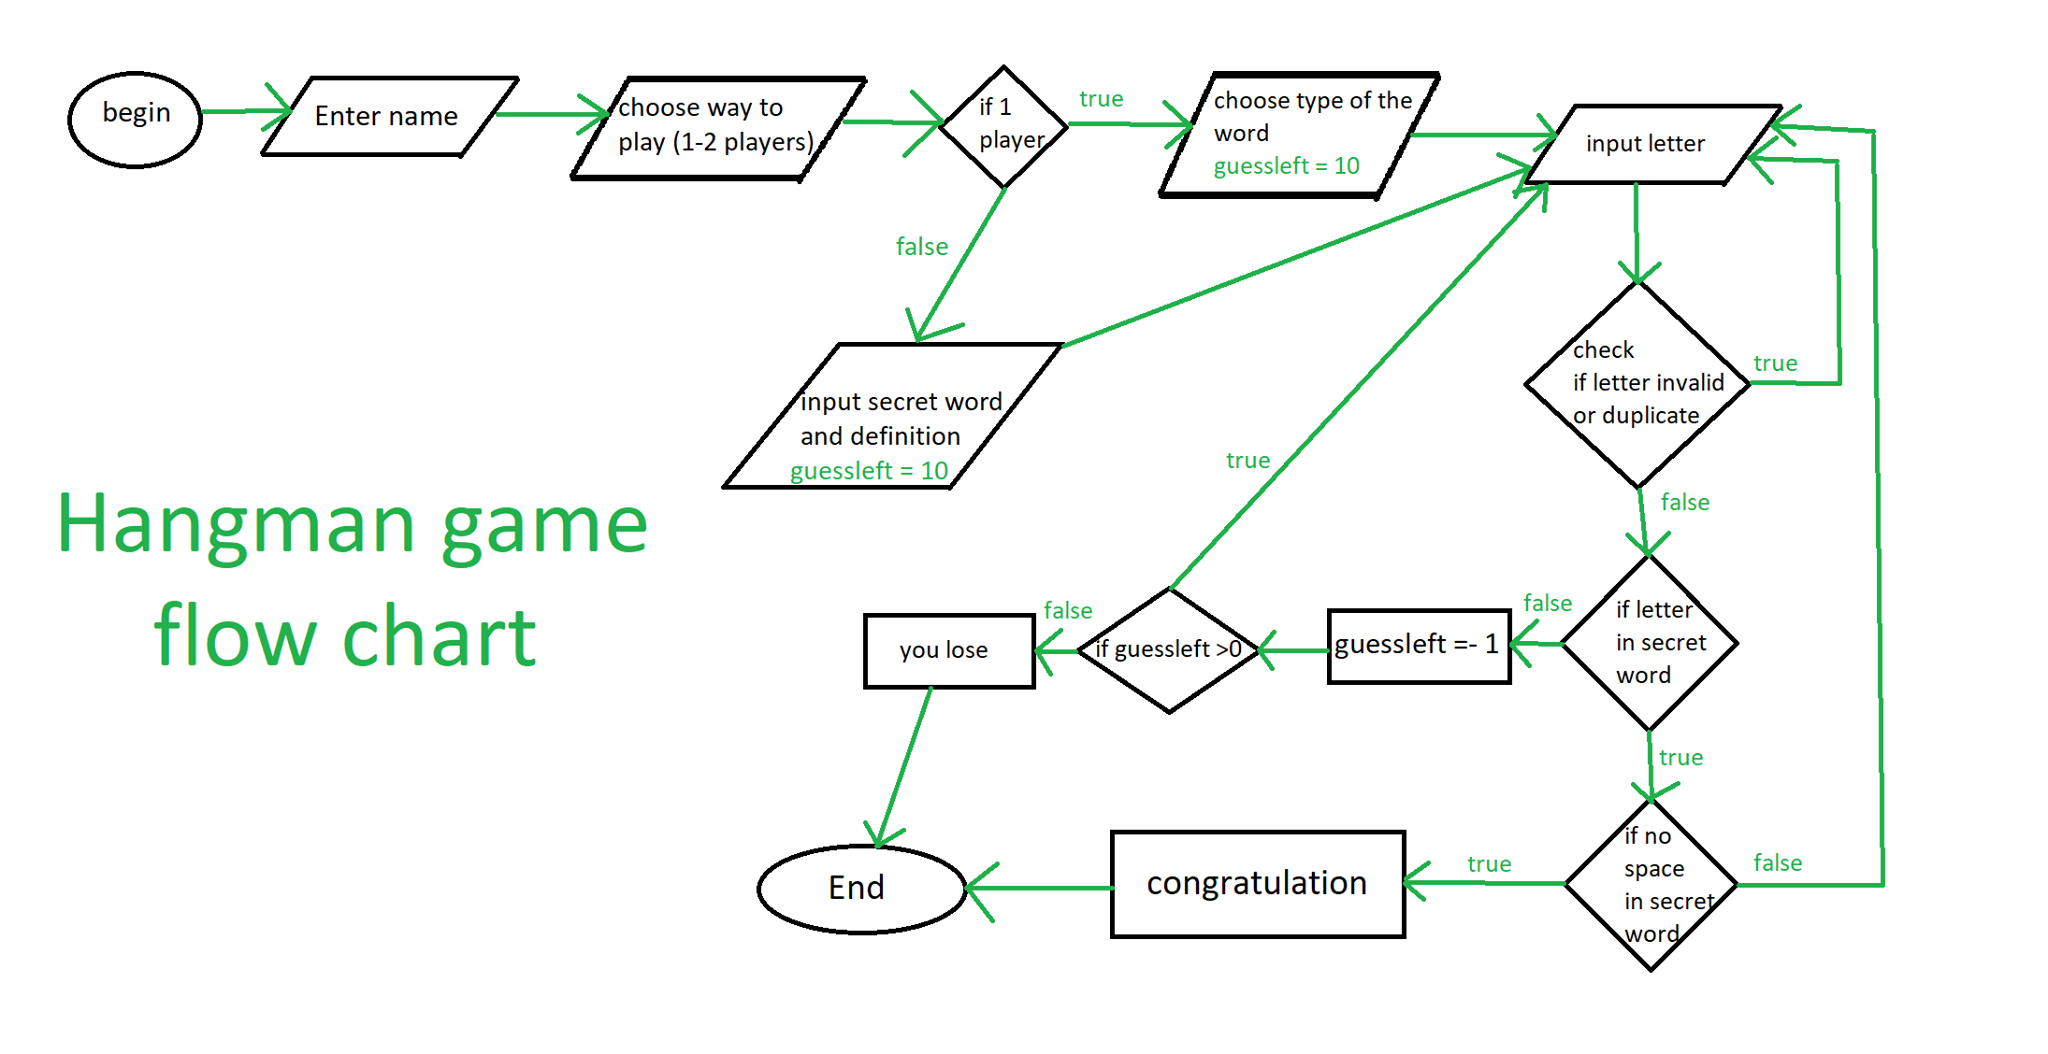 begin
Enter name
choose way to
play (1-2 players)
if 1
player
true
choose type of the
word
guessleft = 10
input letter
false
input secret word
and definition
guessleft = 10
check
if letter invalid
or duplicate
true
false
true
Hangman game
flow chart
if letter
in secret
word
false
guessleft =- 1
if guessleft >0
false
you lose
true
if no
space
in secret
word
false
true
congratulation
End